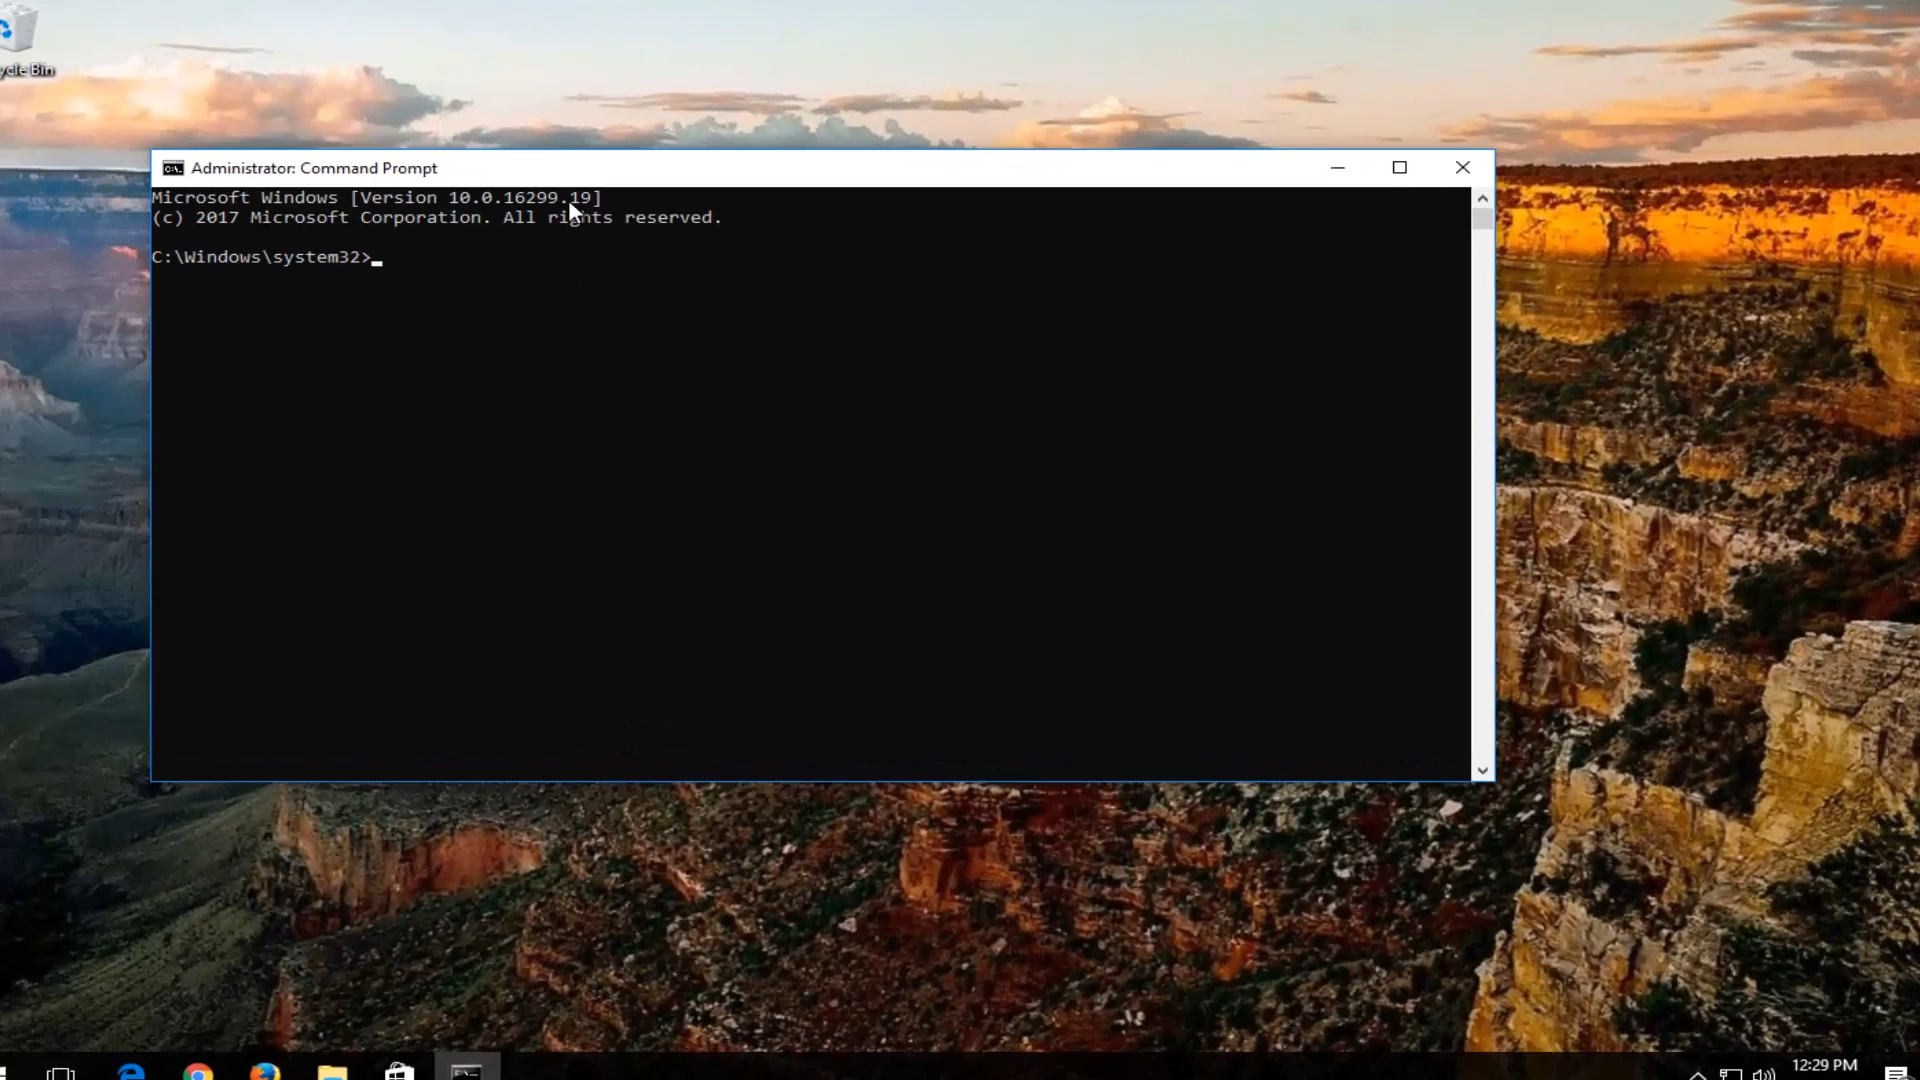 ycle Bin
Administrator: Command Prompt
Microsoft Windows [Version 10.0.16299.19]
(c) 2017 Microsoft Corporation. All rights reserved.
C:\Windows\system32>
12:29 PM